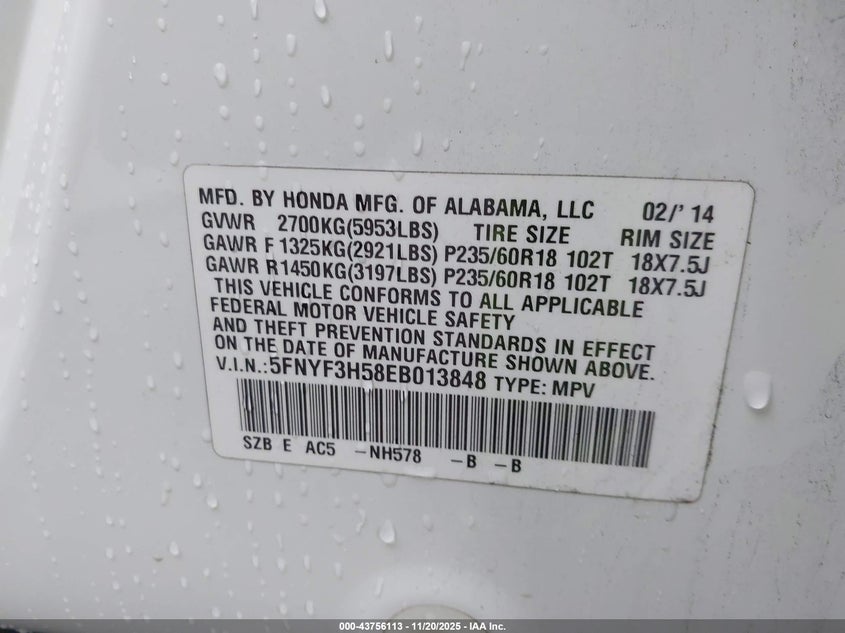 MFD. BY HONDA MFG. OF ALABAMA, LLC 02/' 14
GVWR 2700KG(5953LBS) TIRE SIZE RIM SIZE
GAWR F 1325KG(2921LBS) P235/60R18 102T 18X7.5J
GAWR R1450KG(3197LBS) P235/60R18 102T 18X7.5J
THIS VEHICLE CONFORMS TO ALL APPLICABLE
FEDERAL MOTOR VEHICLE SAFETY
AND THEFT PREVENTION STANDARDS IN EFFECT
ON THE DATE OF MANUFACTURE SHOWN ABOVE.
V.I.N.:5FNYF3H58EB013848 TYPE: MPV
SZB E AC5 -NH578 -B -B
000-43756113 - 11/20/2025 - IAA Inc.